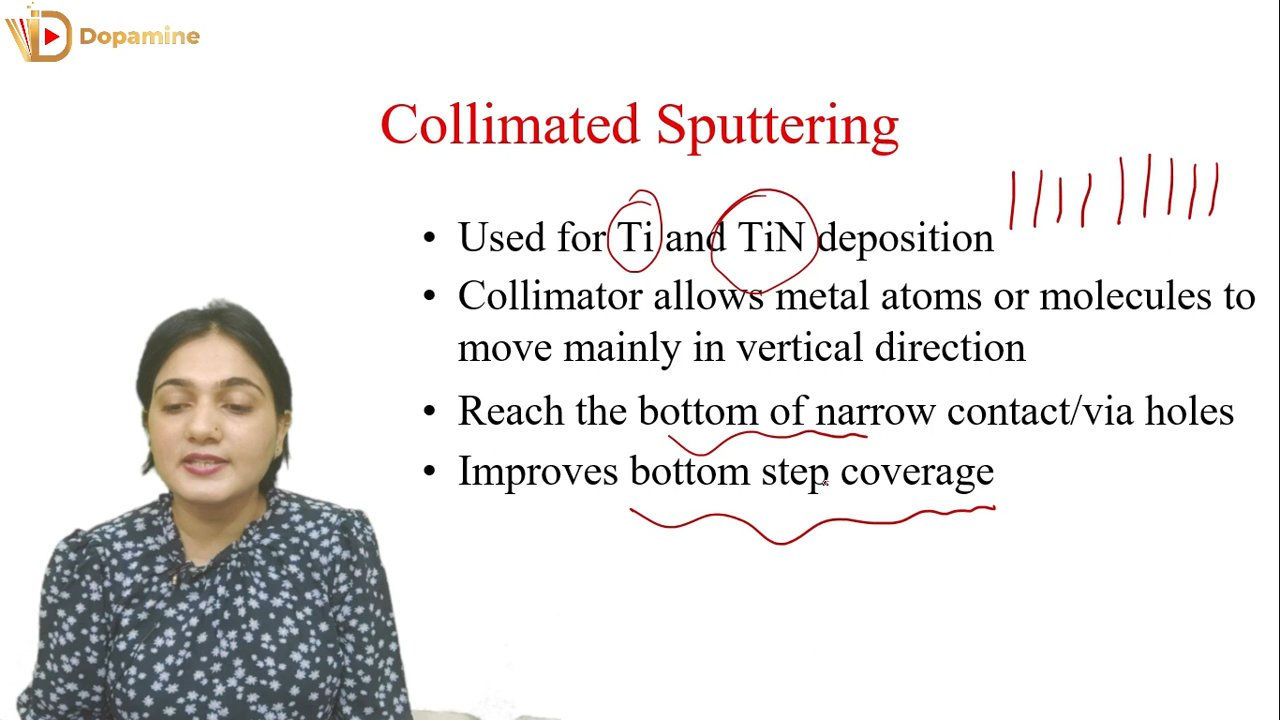 Dopamine
Collimated Sputtering
• Used for Ti and TiN deposition
• Collimator allows metal atoms or molecules to
move mainly in vertical direction
• Reach the bottom of narrow contact/via holes
• Improves bottom step coverage